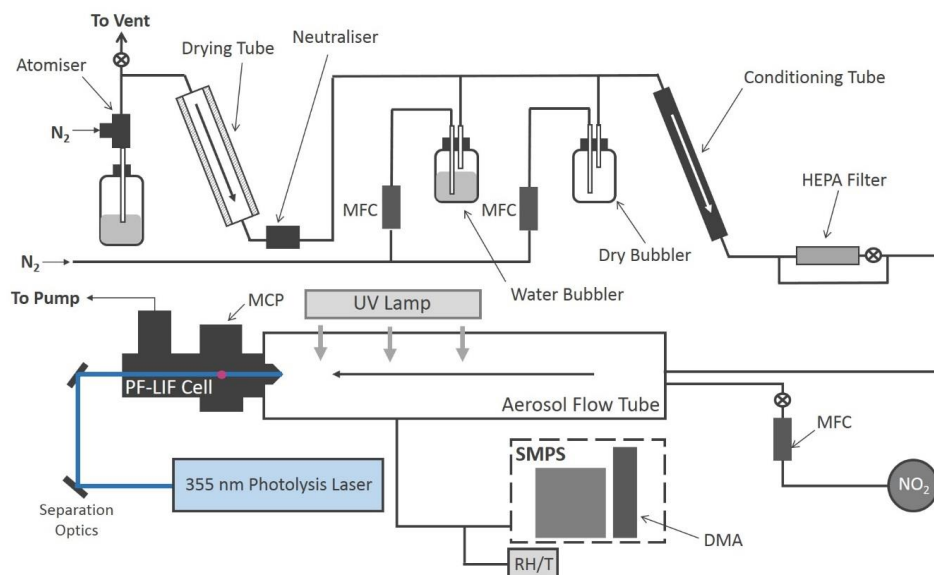 To Vent
Atomiser
Drying Tube
Neutraliser
Conditioning Tube
N₂
MFC
MFC
HEPA Filter
Dry Bubbler
N₂
Water Bubbler
To Pump
MCP
UV Lamp
PF-LIF Cell
Aerosol Flow Tube
MFC
SMPS
355 nm Photolysis Laser
NO₂
Separation
Optics
DMA
RH/T